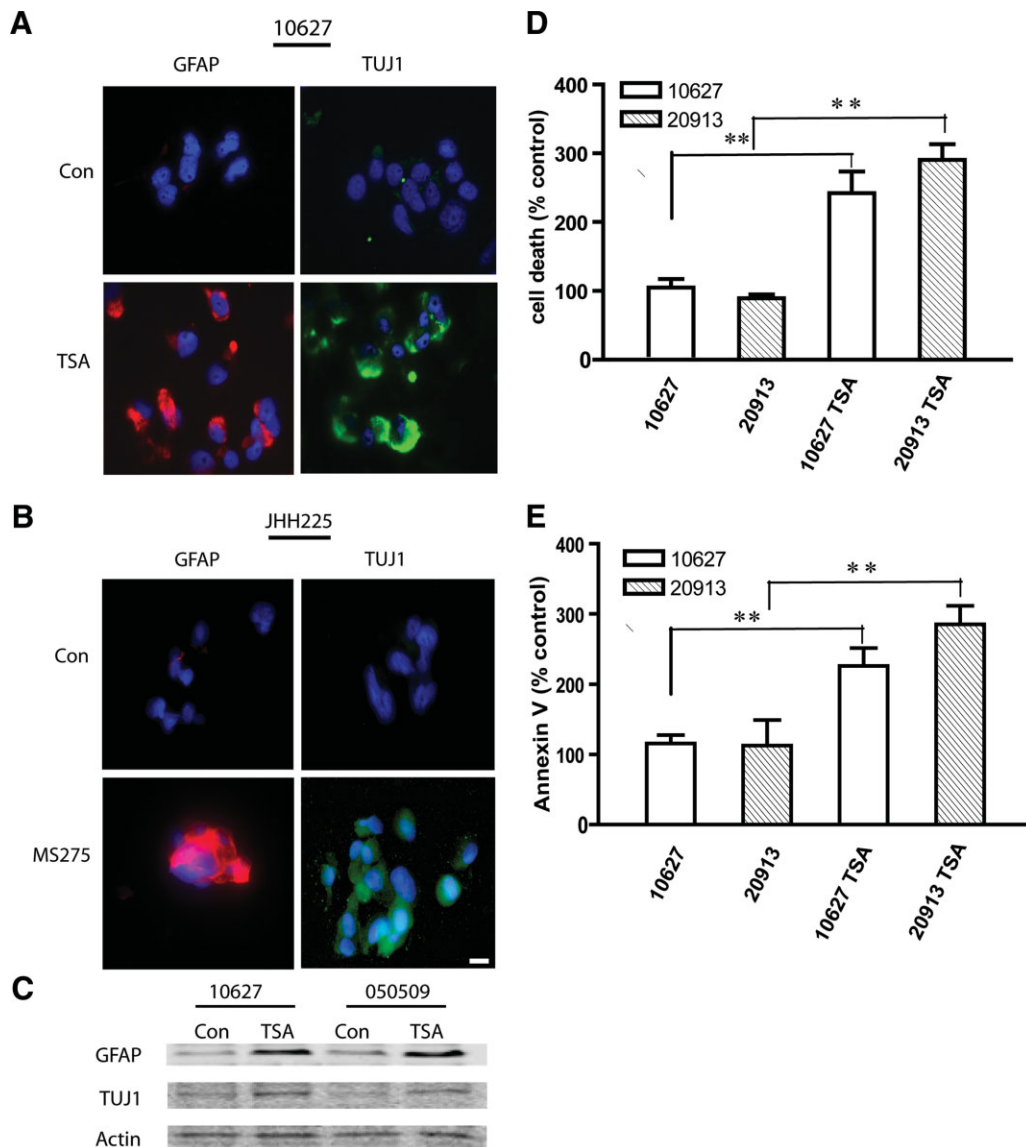 A
10627
GFAP TUJ1
Con
TSA
B
JHH225
GFAP TUJ1
Con
MS275
C
10627 050509
Con TSA Con TSA
GFAP
TUJ1
Actin
D
cell death (% control)
400
300
200
100
0
10627
20913
**
**
10627
20913
10627 TSA
20913 TSA
E
Annexin V (% control)
400
300
200
100
0
10627
20913
**
**
10627
20913
10627 TSA
20913 TSA